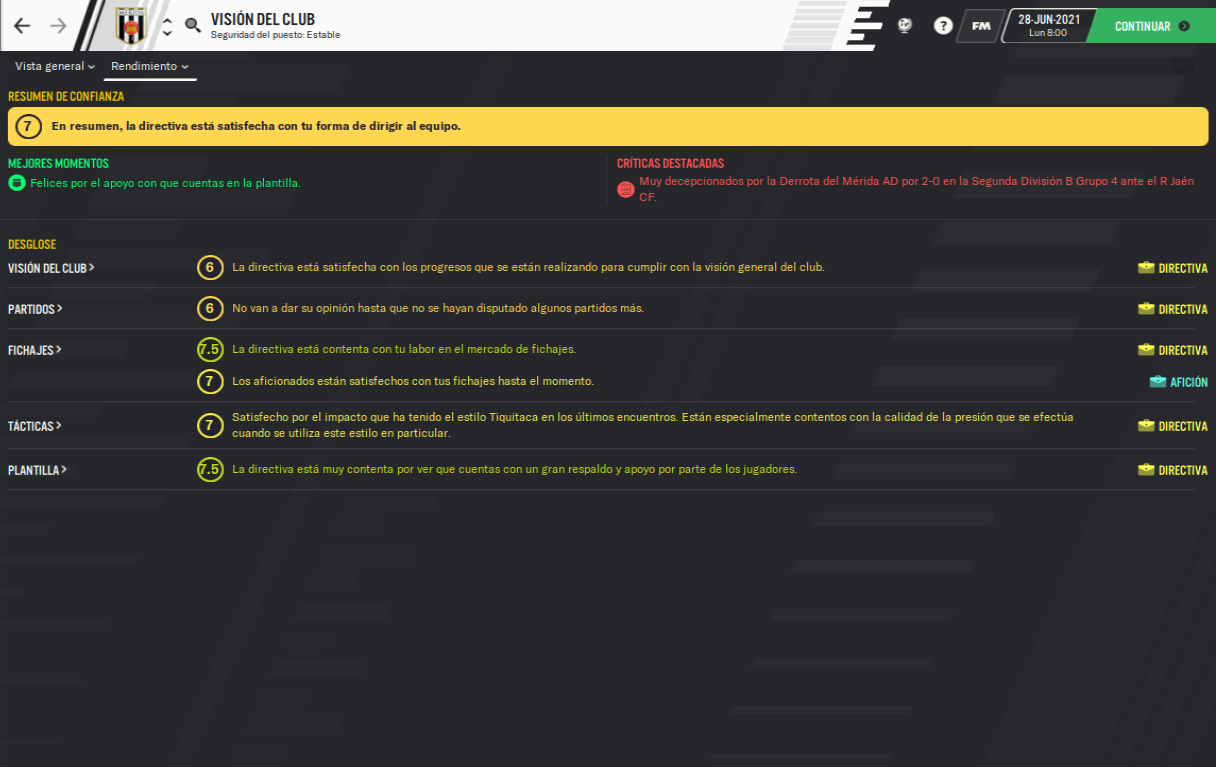 VISIÓN DEL CLUB
Seguridad del puesto: Estable
FM
28-JUN-2021
Lun 8:00
CONTINUAR
Vista general
Rendimiento
RESUMEN DE CONFIANZA
7 En resumen, la directiva está satisfecha con tu forma de dirigir al equipo.
MEJORES MOMENTOS
Felices por el apoyo con que cuentas en la plantilla.
CRÍTICAS DESTACADAS
Muy decepcionados por la Derrota del Mérida AD por 2-0 en la Segunda División B Grupo 4 ante el R Jaén
CF.
DESGLOSE
VISIÓN DEL CLUB 6 La directiva está satisfecha con los progresos que se están realizando para cumplir con la visión general del club. DIRECTIVA
PARTIDOS 6 No van a dar su opinión hasta que no se hayan disputado algunos partidos más. DIRECTIVA
FICHAJES 7.5 La directiva está contenta con tu labor en el mercado de fichajes. DIRECTIVA
7 Los aficionados están satisfechos con tus fichajes hasta el momento. AFICIÓN
TÁCTICAS 7 Satisfecho por el impacto que ha tenido el estilo Tiquitaca en los últimos encuentros. Están especialmente contentos con la calidad de la presión que se efectúa
cuando se utiliza este estilo en particular. DIRECTIVA
PLANTILLA 7.5 La directiva está muy contenta por ver que cuentas con un gran respaldo y apoyo por parte de los jugadores. DIRECTIVA